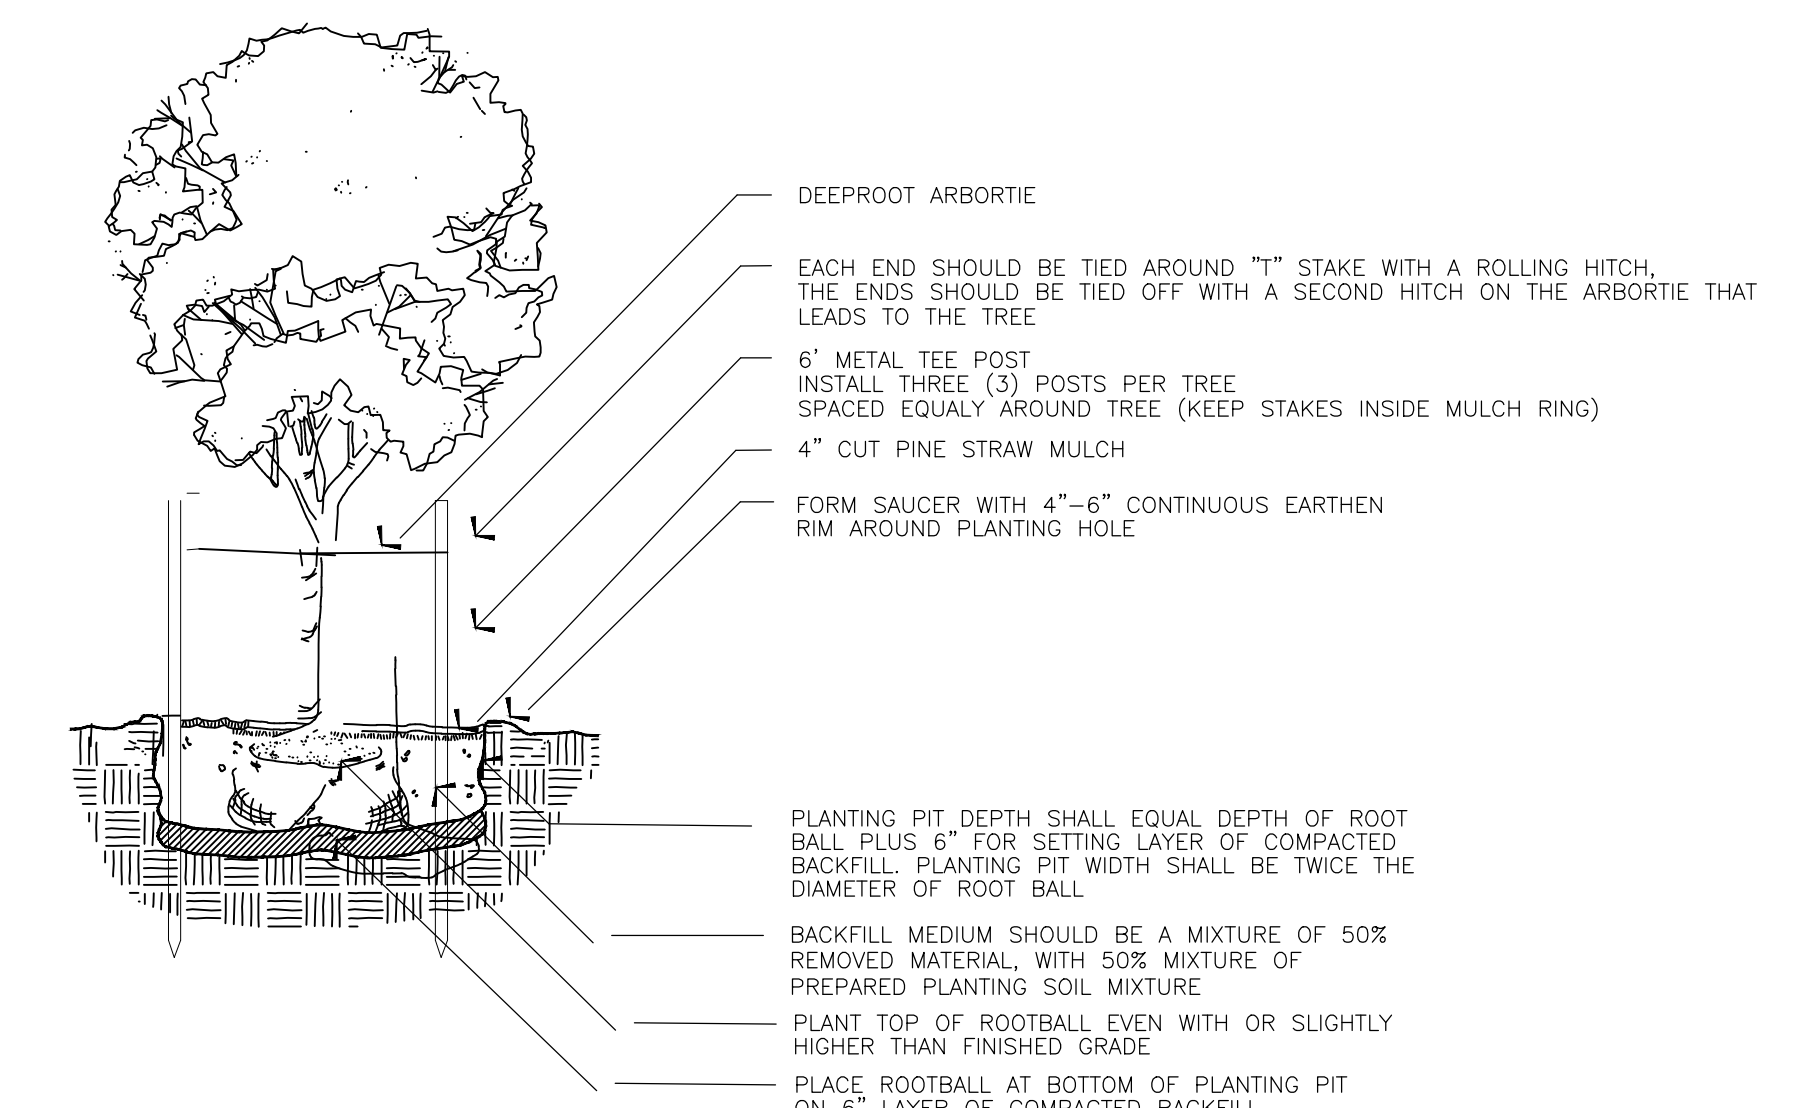 DEEPROOT ARBORTIE
EACH END SHOULD BE TIED AROUND "T" STAKE WITH A ROLLING HITCH,
THE ENDS SHOULD BE TIED OFF WITH A SECOND HITCH ON THE ARBORTIE THAT
LEADS TO THE TREE
6' METAL TEE POST
INSTALL THREE (3) POSTS PER TREE
SPACED EQUALY AROUND TREE (KEEP STAKES INSIDE MULCH RING)
4" CUT PINE STRAW MULCH
FORM SAUCER WITH 4"-6" CONTINUOUS EARTHEN
RIM AROUND PLANTING HOLE
PLANTING PIT DEPTH SHALL EQUAL DEPTH OF ROOT
BALL PLUS 6" FOR SETTING LAYER OF COMPACTED
BACKFILL. PLANTING PIT WIDTH SHALL BE TWICE THE
DIAMETER OF ROOT BALL
BACKFILL MEDIUM SHOULD BE A MIXTURE OF 50%
REMOVED MATERIAL, WITH 50% MIXTURE OF
PREPARED PLANTING SOIL MIXTURE
PLANT TOP OF ROOTBALL EVEN WITH OR SLIGHTLY
HIGHER THAN FINISHED GRADE
PLACE ROOTBALL AT BOTTOM OF PLANTING PIT
ON 6" LAYER OF COMPACTED BACKFILL